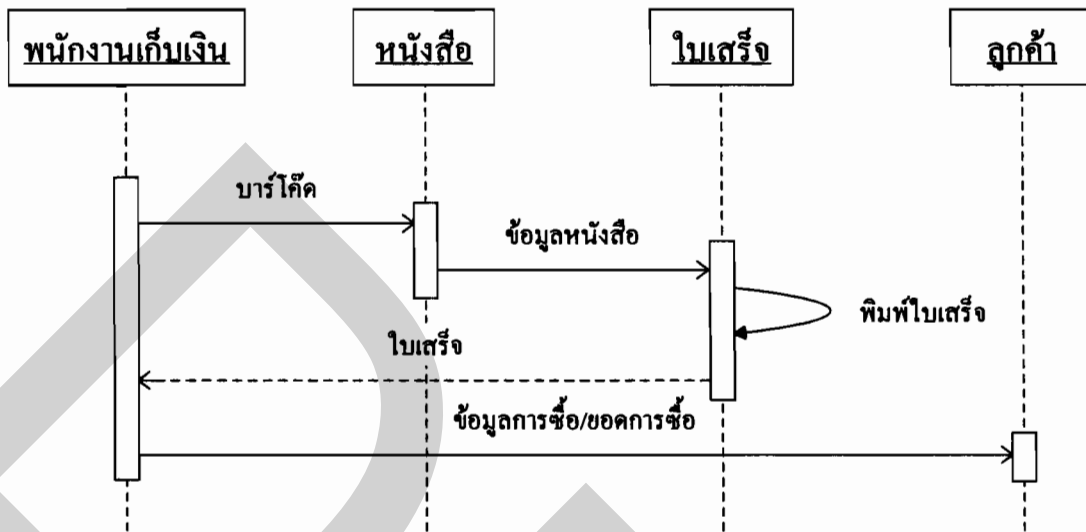 พนักงานเก็บเงิน
หนังสือ
ใบเสร็จ
ลูกค้า
บาร์โค๊ด
ข้อมูลหนังสือ
พิมพ์ใบเสร็จ
ใบเสร็จ
ข้อมูลการซื้อ/ยอดการซื้อ